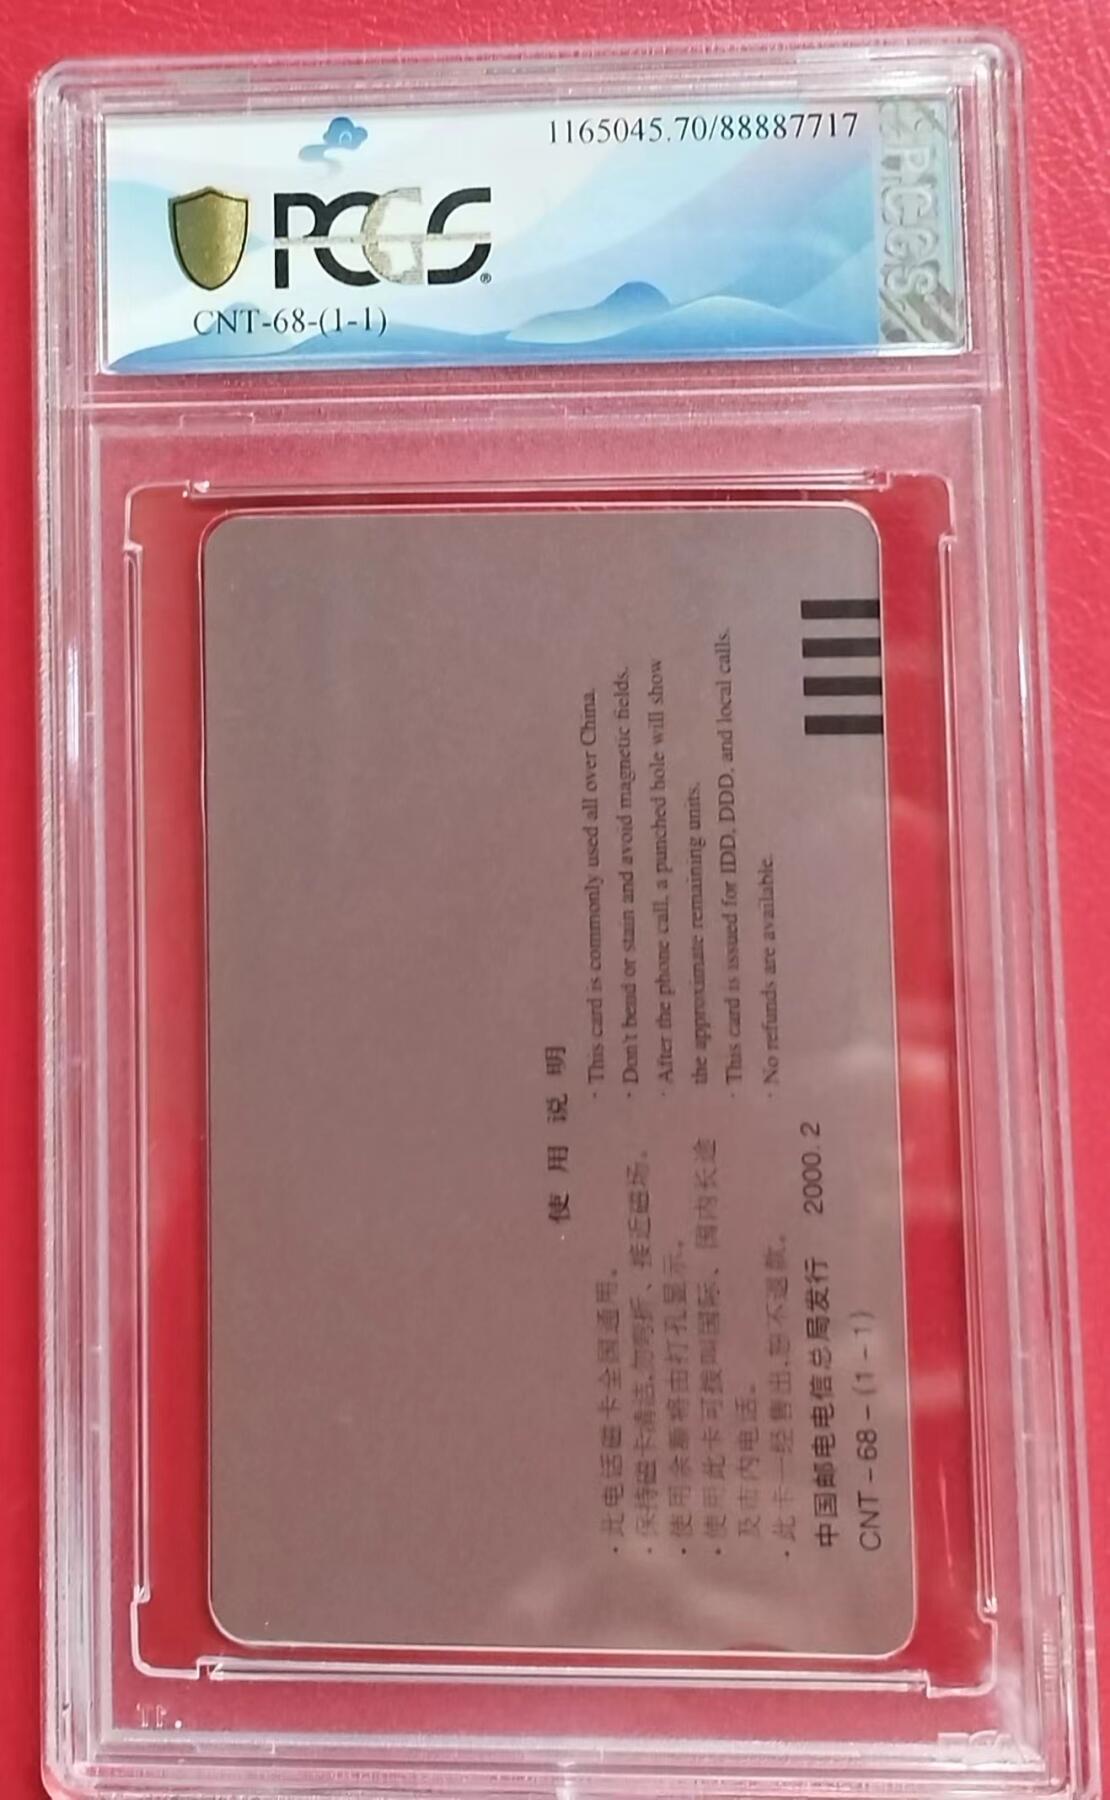 1165045.70/88887717
PCGS
PCGS
CNT-68-(1-1)
使用说明
· 此电话磁卡全国通用。
· 保持磁卡清洁,勿弯折、接近磁场。
· 使用余额将由打孔显示。
· 使用此卡可拨叫国际、国内长途
及市内电话。
· 此卡一经售出,恕不退款。
· This card is commonly used all over China.
· Don't bend or stain and avoid magnetic fields.
· After the phone call, a punched hole will show
the approximate remaining units.
· This card is issued for IDD, DDD, and local calls.
· No refunds are available.
中国邮电电信总局发行 2000.2
CNT-68-(1-1)